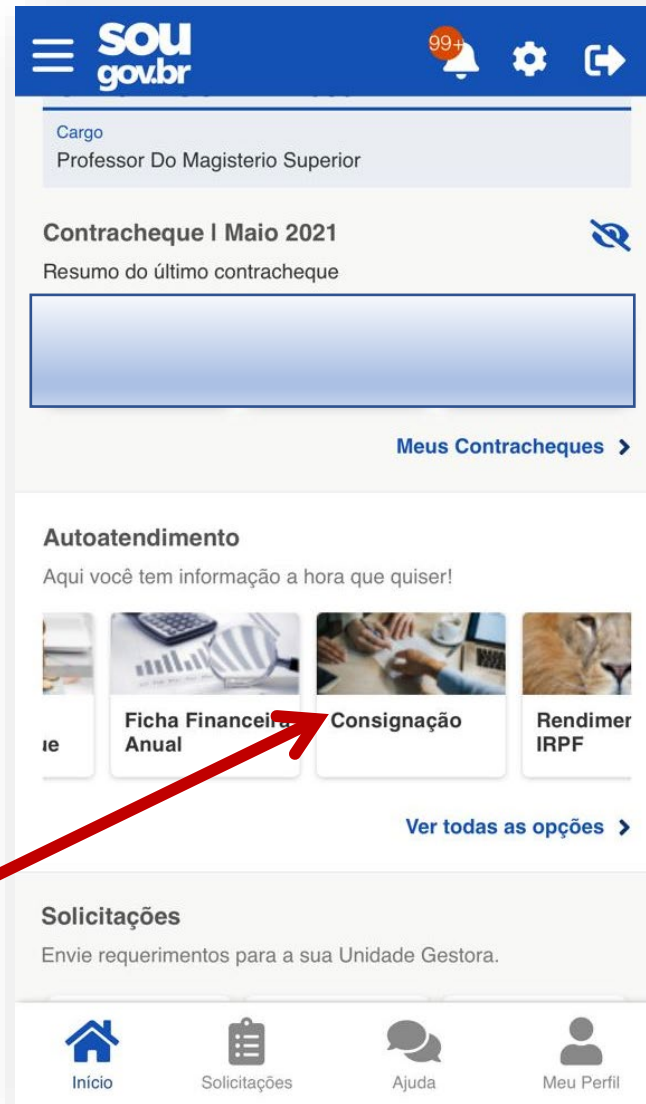 sou
gov.br
99+
Cargo
Professor Do Magisterio Superior
Contracheque | Maio 2021
Resumo do último contracheque
Meus Contracheques
Autoatendimento
Aqui você tem informação a hora que quiser!
Ficha Financeira
Anual
Consignação
IRPF
Ver todas as opções
Solicitações
Envie requerimentos para a sua Unidade Gestora.
Início
Solicitações
Ajuda
Meu Perfil